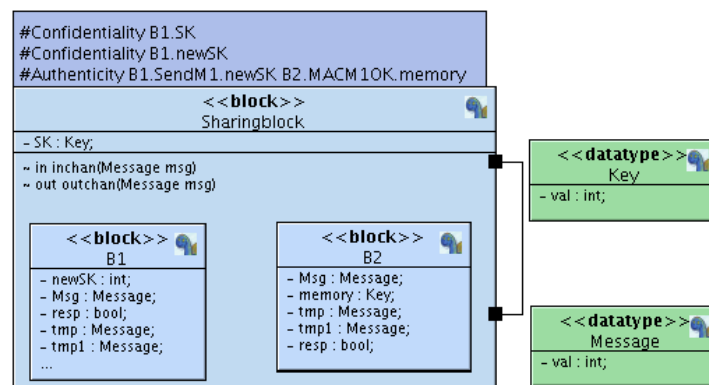 #Confidentiality B1.SK
#Confidentiality B1.newSK
#Authenticity B1.SendM1.newSK B2.MACM1OK.memory
<<block>>
Sharingblock
- SK : Key;
~ in inchan(Message msg)
~ out outchan(Message msg)
<<block>>
B1
- newSK : int;
- Msg : Message;
- resp : bool;
- tmp : Message;
- tmp1 : Message;
...
<<block>>
B2
- Msg : Message;
- memory : Key;
- tmp : Message;
- tmp1 : Message;
- resp : bool;
<<datatype>>
Key
- val : int;
<<datatype>>
Message
- val : int;